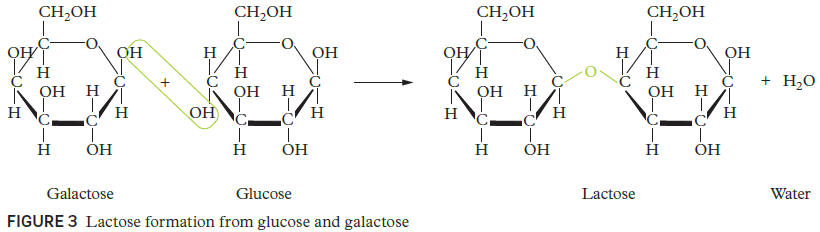 CH₂OH CH₂OH CH₂OH CH₂OH
C O C O C O C O
OH OH H OH OH H OH
H H H H
C C + C C C O C C + H₂O
OH H OH H OH H OH H
H H OH H H H H
C C C C C C C C
H OH H OH H OH H OH
Galactose Glucose Lactose Water
FIGURE 3 Lactose formation from glucose and galactose